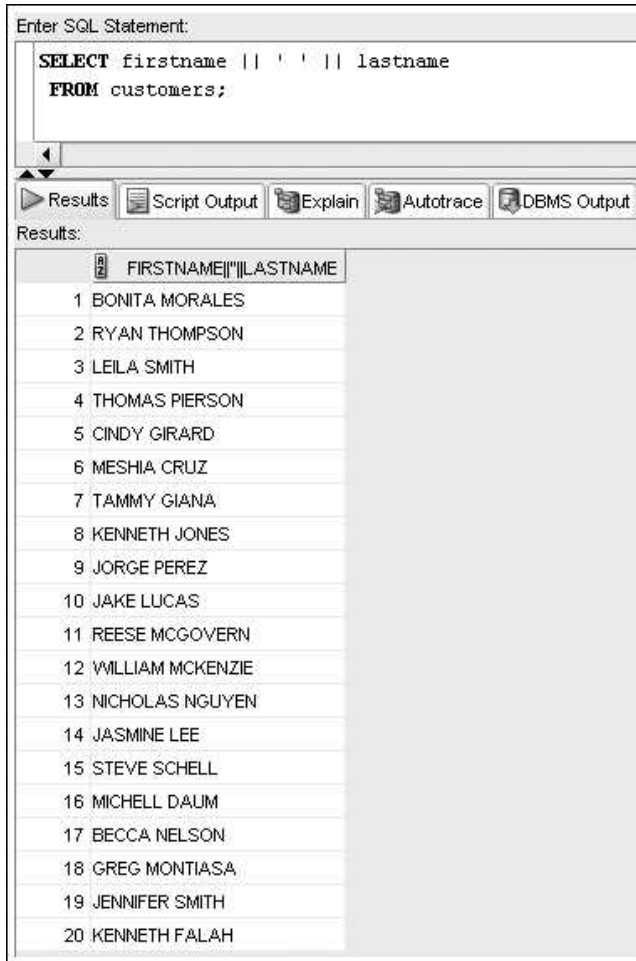 Enter SQL Statement:
SELECT firstname || ' ' || lastname
FROM customers;
Results Script Output Explain Autotrace DBMS Output
Results:
FIRSTNAME||''||LASTNAME
1 BONITA MORALES
2 RYAN THOMPSON
3 LEILA SMITH
4 THOMAS PIERSON
5 CINDY GIRARD
6 MESHIA CRUZ
7 TAMMY GIANA
8 KENNETH JONES
9 JORGE PEREZ
10 JAKE LUCAS
11 REESE MCGOVERN
12 WILLIAM MCKENZIE
13 NICHOLAS NGUYEN
14 JASMINE LEE
15 STEVE SCHELL
16 MICHELL DAUM
17 BECCA NELSON
18 GREG MONTIASA
19 JENNIFER SMITH
20 KENNETH FALAH